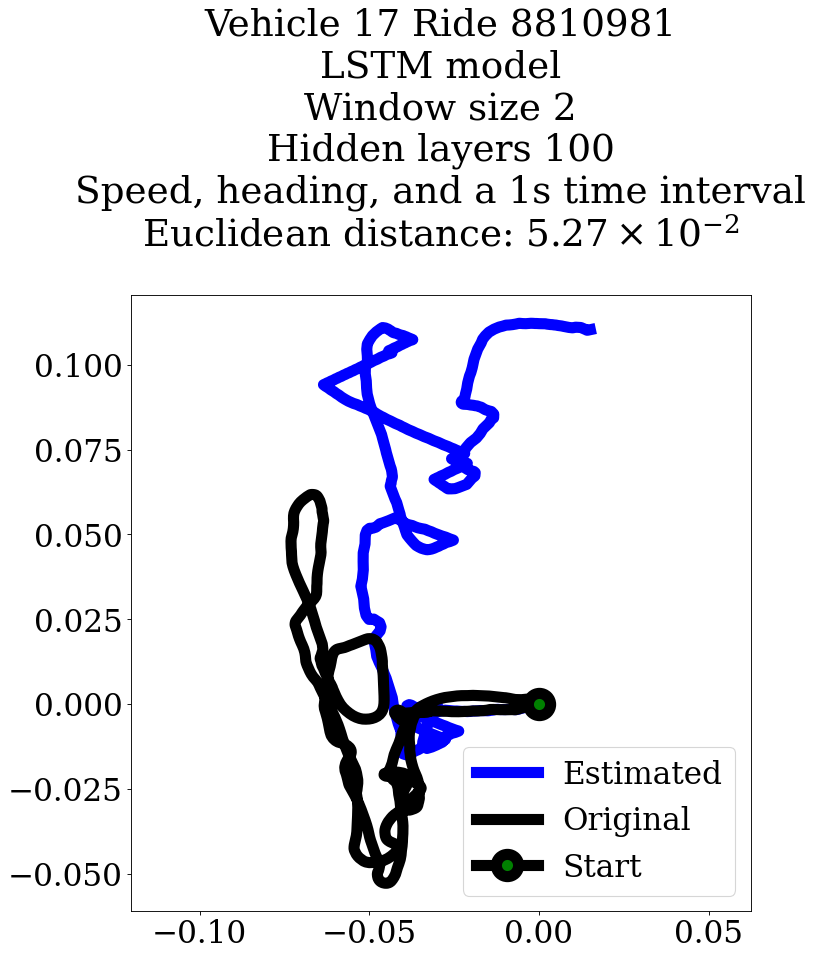 Vehicle 17 Ride 8810981
LSTM model
Window size 2
Hidden layers 100
Speed, heading, and a 1s time interval
Euclidean distance: 5.27 × 10⁻²
0.100
0.075
0.050
0.025
0.000
−0.025
−0.050
Estimated
Original
Start
−0.10
−0.05
0.00
0.05